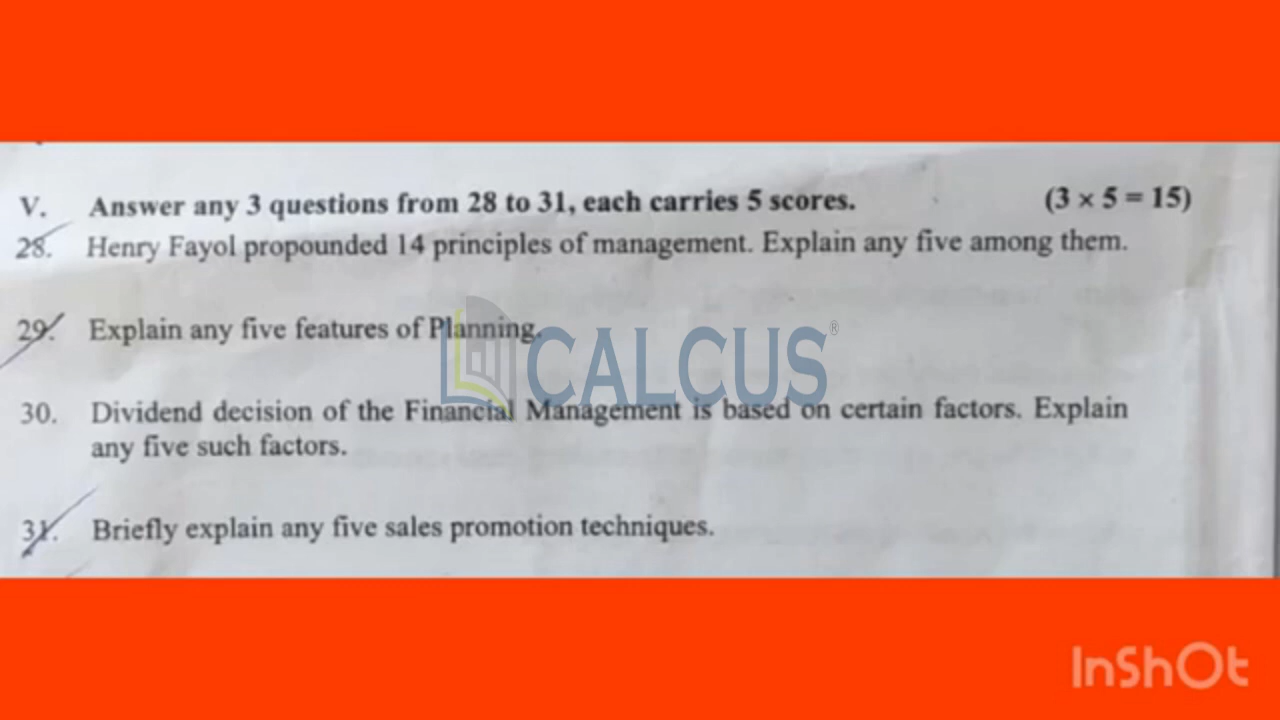 V. Answer any 3 questions from 28 to 31, each carries 5 scores. (3 × 5 = 15)
28. Henry Fayol propounded 14 principles of management. Explain any five among them.
29. Explain any five features of Planning.
CALCUS®
30. Dividend decision of the Financial Management is based on certain factors. Explain
any five such factors.
31. Briefly explain any five sales promotion techniques.
InShOt